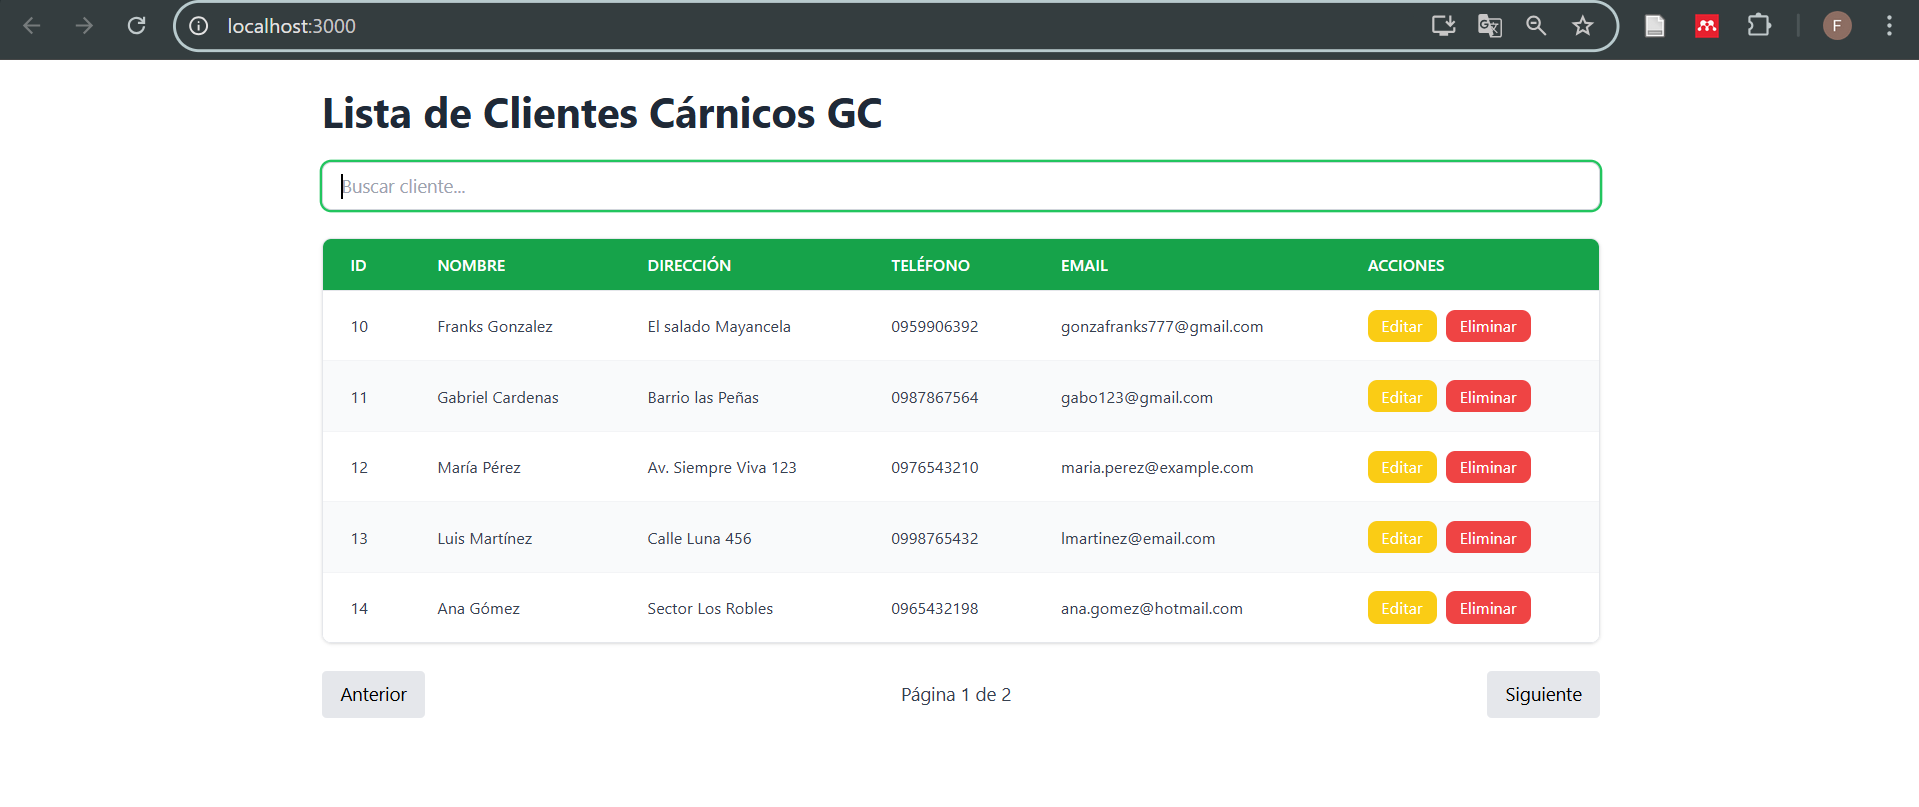 localhost:3000
F
Lista de Clientes Cárnicos GC
Buscar cliente...
ID NOMBRE DIRECCIÓN TELÉFONO EMAIL ACCIONES
10 Franks Gonzalez El salado Mayancela 0959906392 gonzafranks777@gmail.com Editar Eliminar
11 Gabriel Cardenas Barrio las Peñas 0987867564 gabo123@gmail.com Editar Eliminar
12 María Pérez Av. Siempre Viva 123 0976543210 maria.perez@example.com Editar Eliminar
13 Luis Martínez Calle Luna 456 0998765432 lmartinez@email.com Editar Eliminar
14 Ana Gómez Sector Los Robles 0965432198 ana.gomez@hotmail.com Editar Eliminar
Anterior Página 1 de 2 Siguiente